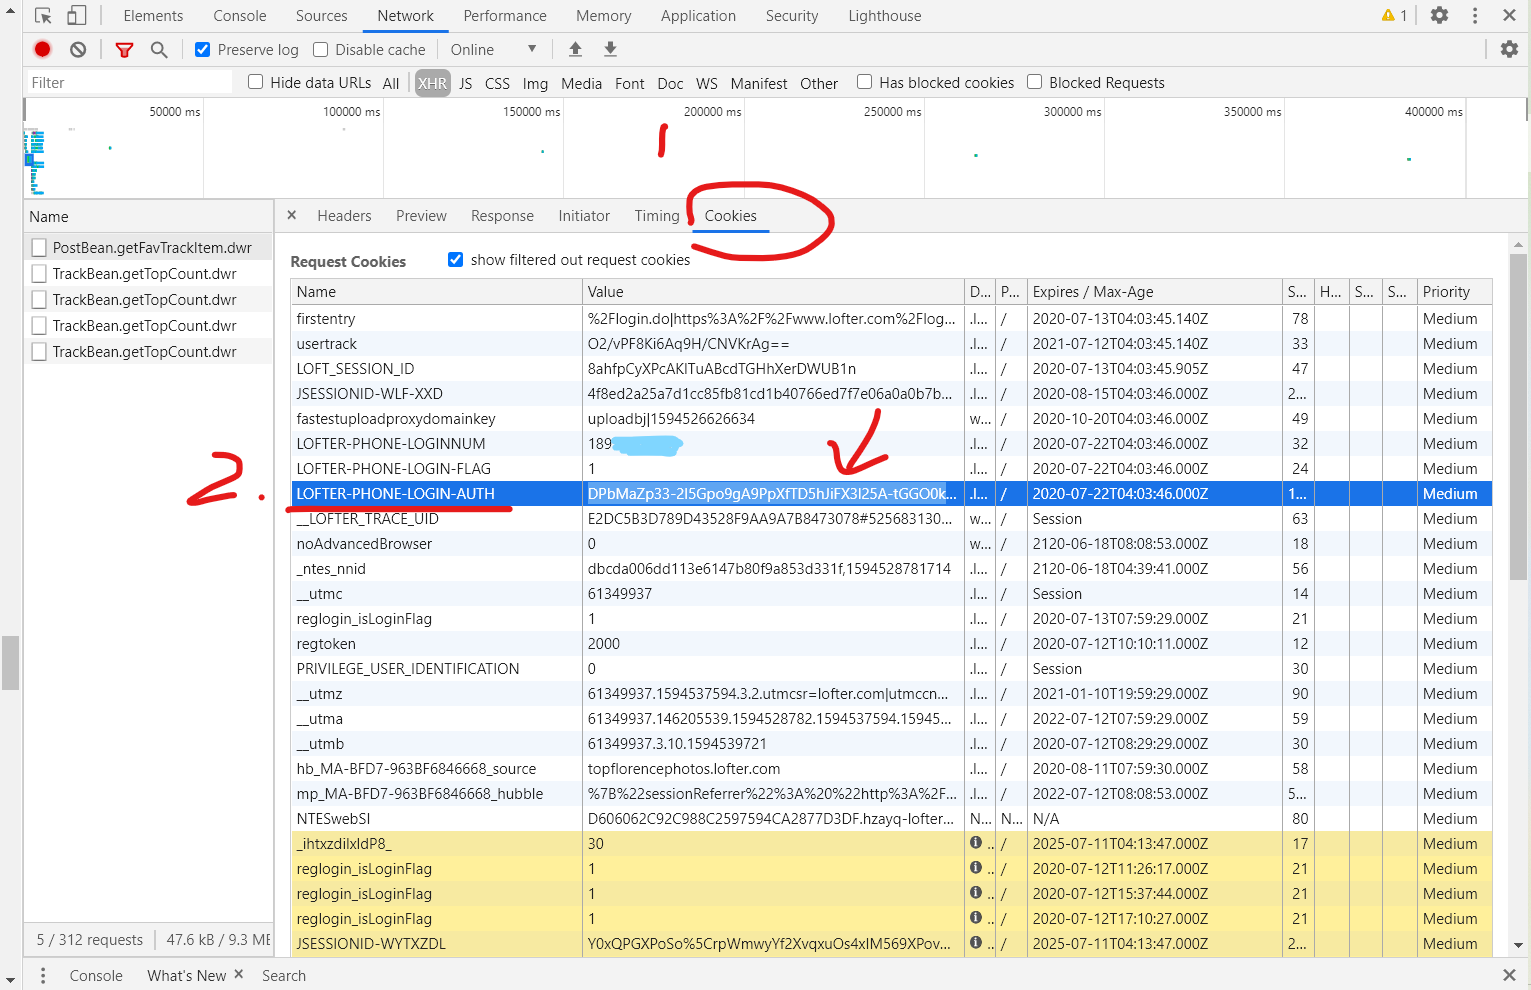 Elements Console Sources Network Performance Memory Application Security Lighthouse 1
Preserve log Disable cache Online
Filter Hide data URLs All XHR JS CSS Img Media Font Doc WS Manifest Other Has blocked cookies Blocked Requests
50000 ms 100000 ms 150000 ms 200000 ms 250000 ms 300000 ms 350000 ms 400000 ms
1
Name
PostBean.getFavTrackItem.dwr
TrackBean.getTopCount.dwr
TrackBean.getTopCount.dwr
TrackBean.getTopCount.dwr
TrackBean.getTopCount.dwr
× Headers Preview Response Initiator Timing Cookies
Request Cookies show filtered out request cookies
Name Value D... P... Expires / Max-Age S... H... S... S... Priority
firstentry %2Flogin.do|https%3A%2F%2Fwww.lofter.com%2Flog... .l... / 2020-07-13T04:03:45.140Z 78 Medium
usertrack O2/vPF8Ki6Aq9H/CNVKrAg== .l... / 2021-07-12T04:03:45.140Z 33 Medium
LOFT_SESSION_ID 8ahfpCyXPcAKlTuABcdTGHhXerDWUB1n .l... / 2020-07-13T04:03:45.905Z 47 Medium
JSESSIONID-WLF-XXD 4f8ed2a25a7d1cc85fb81cd1b40766ed7f7e06a0a0b7b... .l... / 2020-08-15T04:03:46.000Z 2... Medium
fastestuploadproxydomainkey uploadbj|1594526626634 w... / 2020-10-20T04:03:46.000Z 49 Medium
LOFTER-PHONE-LOGINNUM 189 .l... / 2020-07-22T04:03:46.000Z 32 Medium
LOFTER-PHONE-LOGIN-FLAG 1 .l... / 2020-07-22T04:03:46.000Z 24 Medium
2. LOFTER-PHONE-LOGIN-AUTH DPbMaZp33-2I5Gpo9gA9PpXfTD5hJiFX3I25A-tGGO0k... .l... / 2020-07-22T04:03:46.000Z 1... Medium
__LOFTER_TRACE_UID E2DC5B3D789D43528F9AA9A7B8473078#525683130... w... / Session 63 Medium
noAdvancedBrowser 0 w... / 2120-06-18T08:08:53.000Z 18 Medium
_ntes_nnid dbcda006dd113e6147b80f9a853d331f,1594528781714 .l... / 2120-06-18T04:39:41.000Z 56 Medium
__utmc 61349937 .l... / Session 14 Medium
reglogin_isLoginFlag 1 .l... / 2020-07-13T07:59:29.000Z 21 Medium
regtoken 2000 .l... / 2020-07-12T10:10:11.000Z 12 Medium
PRIVILEGE_USER_IDENTIFICATION 0 .l... / Session 30 Medium
__utmz 61349937.1594537594.3.2.utmcsr=lofter.com|utmccn... .l... / 2021-01-10T19:59:29.000Z 90 Medium
__utma 61349937.146205539.1594528782.1594537594.15945... .l... / 2022-07-12T07:59:29.000Z 59 Medium
__utmb 61349937.3.10.1594539721 .l... / 2020-07-12T08:29:29.000Z 30 Medium
hb_MA-BFD7-963BF6846668_source topflorencephotos.lofter.com .l... / 2020-08-11T07:59:30.000Z 58 Medium
mp_MA-BFD7-963BF6846668_hubble %7B%22sessionReferrer%22%3A%20%22http%3A%2F... .l... / 2022-07-12T08:08:53.000Z 5... Medium
NTESwebSI D606062C92C988C2597594CA2877D3DF.hzayq-lofter... N... N... N/A 80 Medium
_ihtxzdilxldP8_ 30 .. / 2025-07-11T04:13:47.000Z 17 Medium
reglogin_isLoginFlag 1 .. / 2020-07-12T11:26:17.000Z 21 Medium
reglogin_isLoginFlag 1 .. / 2020-07-12T15:37:44.000Z 21 Medium
reglogin_isLoginFlag 1 .. / 2020-07-12T17:10:27.000Z 21 Medium
JSESSIONID-WYTXZDL Y0xQPGXPoSo%5CrpWmwyYf2XvqxuOs4xIM569XPov... .. / 2025-07-11T04:13:47.000Z 2... Medium
5 / 312 requests 47.6 kB / 9.3 ME
Console What's New × Search